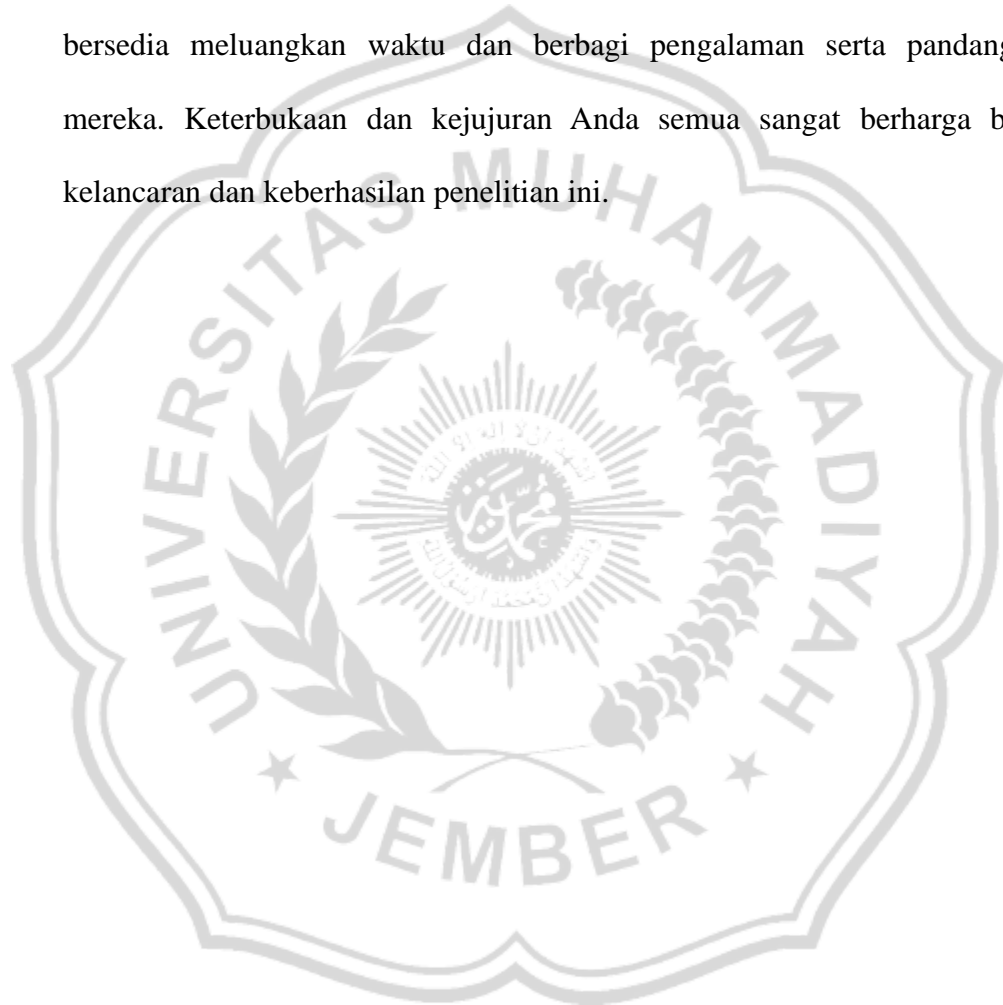 bersedia meluangkan waktu dan berbagi pengalaman serta
mereka. Keterbukaan dan kejujuran Anda semua sangat berharga
kelancaran dan keberhasilan penelitian ini.
UNIVERSITAS MUHAMMADIYAH
JEMBER